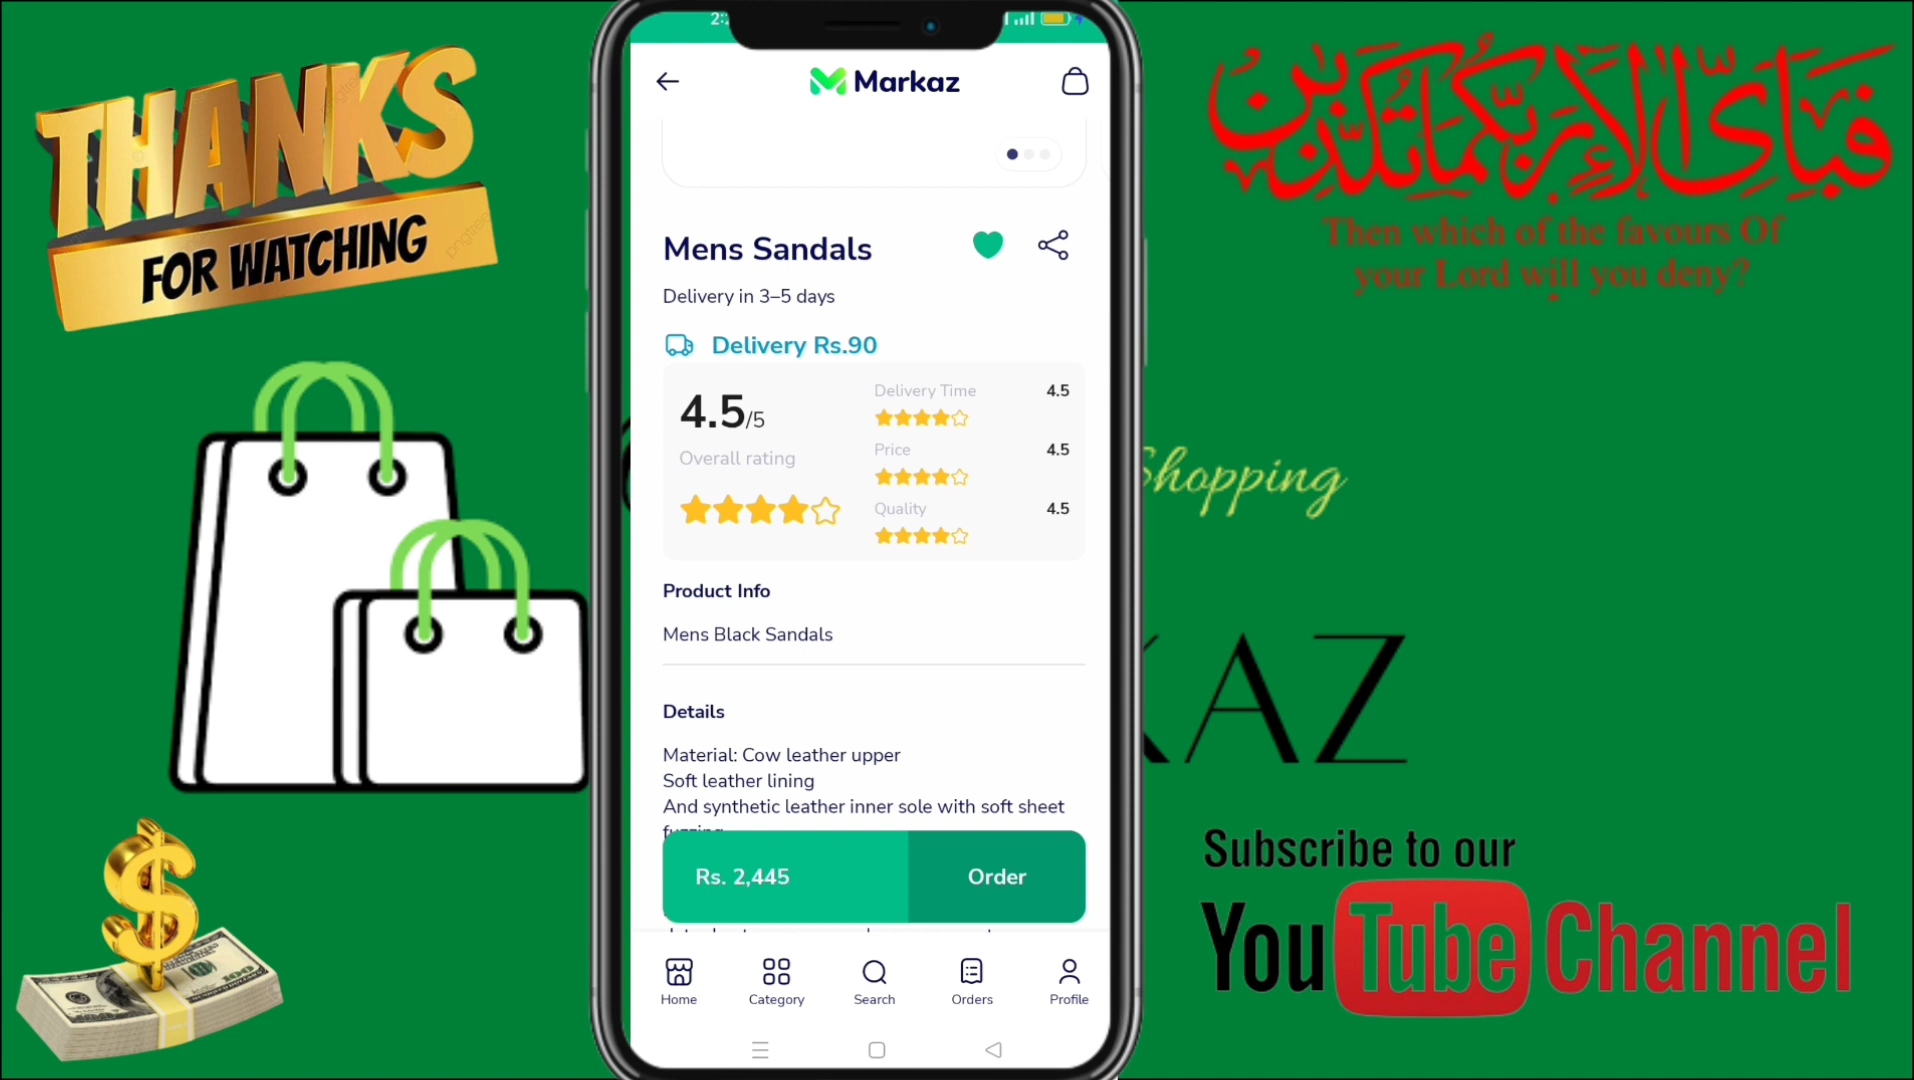 THANKS
FOR WATCHING
pngtree
Markaz
Mens Sandals
Delivery in 3–5 days
Delivery Rs.90
4.5/5
Overall rating
Delivery Time 4.5
Price 4.5
Quality 4.5
Product Info
Mens Black Sandals
Details
Material: Cow leather upper
Soft leather lining
And synthetic leather inner sole with soft sheet
Rs. 2,445
Order
Home
Category
Search
Orders
Profile
فبأي الاء ربكما تكذبن
Then which of the favours Of
your Lord will you deny?
Shopping
KAZ
Subscribe to our
YouTube Channel